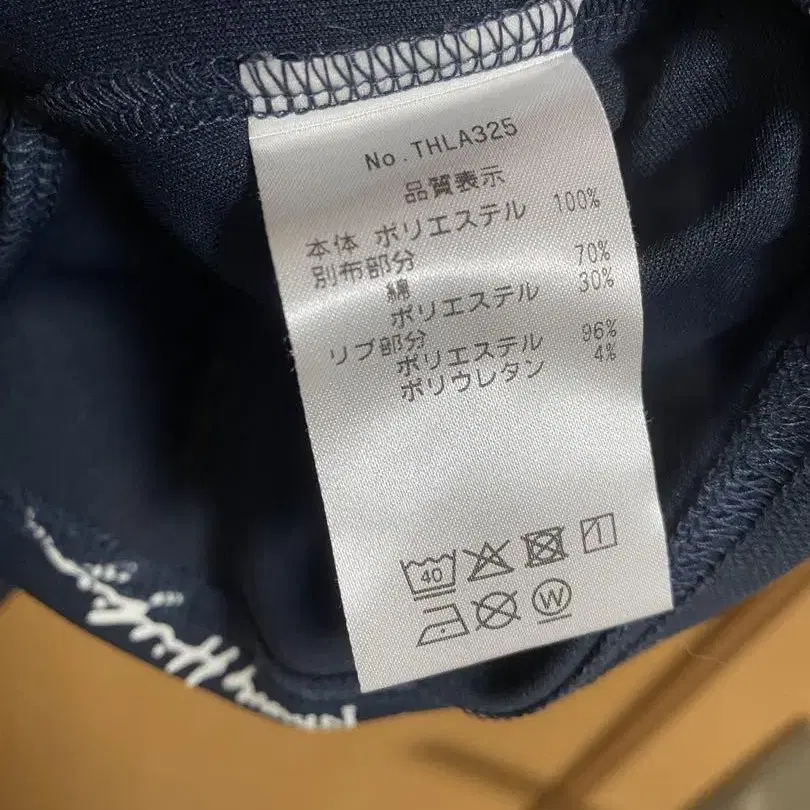 No.THLA325
品質表示
本体 ポリエステル 100%
別布部分
綿 70%
ポリエステル 30%
リブ部分
ポリエステル 96%
ポリウレタン 4%
40
W